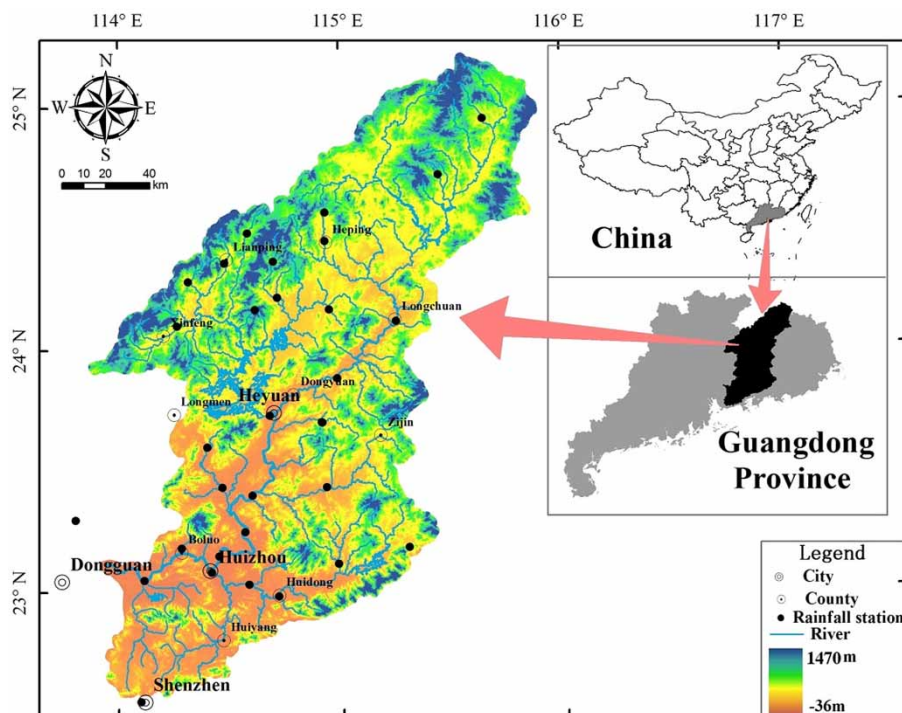 114° E
115° E
116° E
117° E
25° N
24° N
23° N
N
W
E
S
0 10 20 40
km
Lianping
Heping
Xinfeng
Longchuan
Dongyuan
Heyuan
Longmen
Zijin
Boluo
Huizhou
Dongguan
Huidong
Huiyang
Shenzhen
China
Guangdong
Province
Legend
City
County
Rainfall station
River
1470 m
-36m